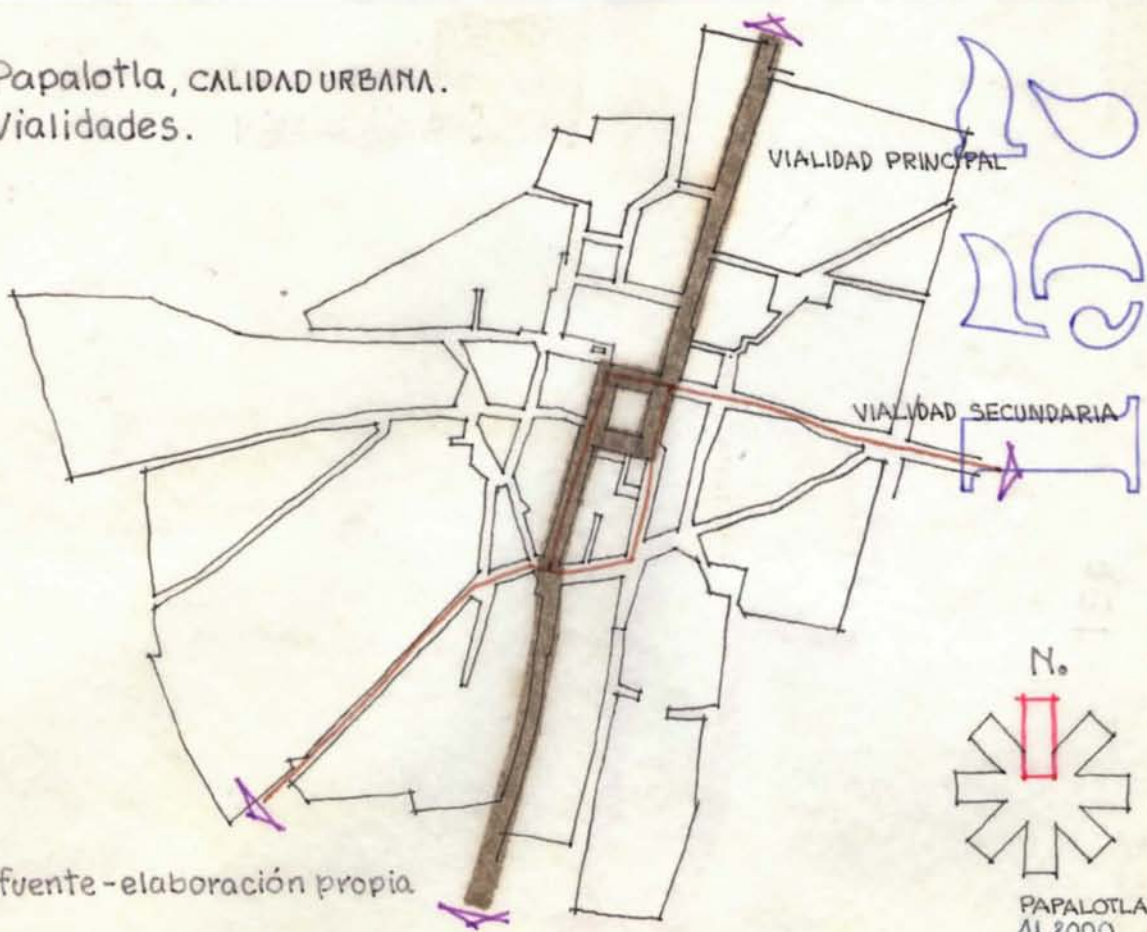 Papalotla, CALIDAD URBANA.
Vialidades.
VIALIDAD PRINCIPAL
VIALIDAD SECUNDARIA
N.
fuente-elaboración propia
PAPALOTLA
AL 2000